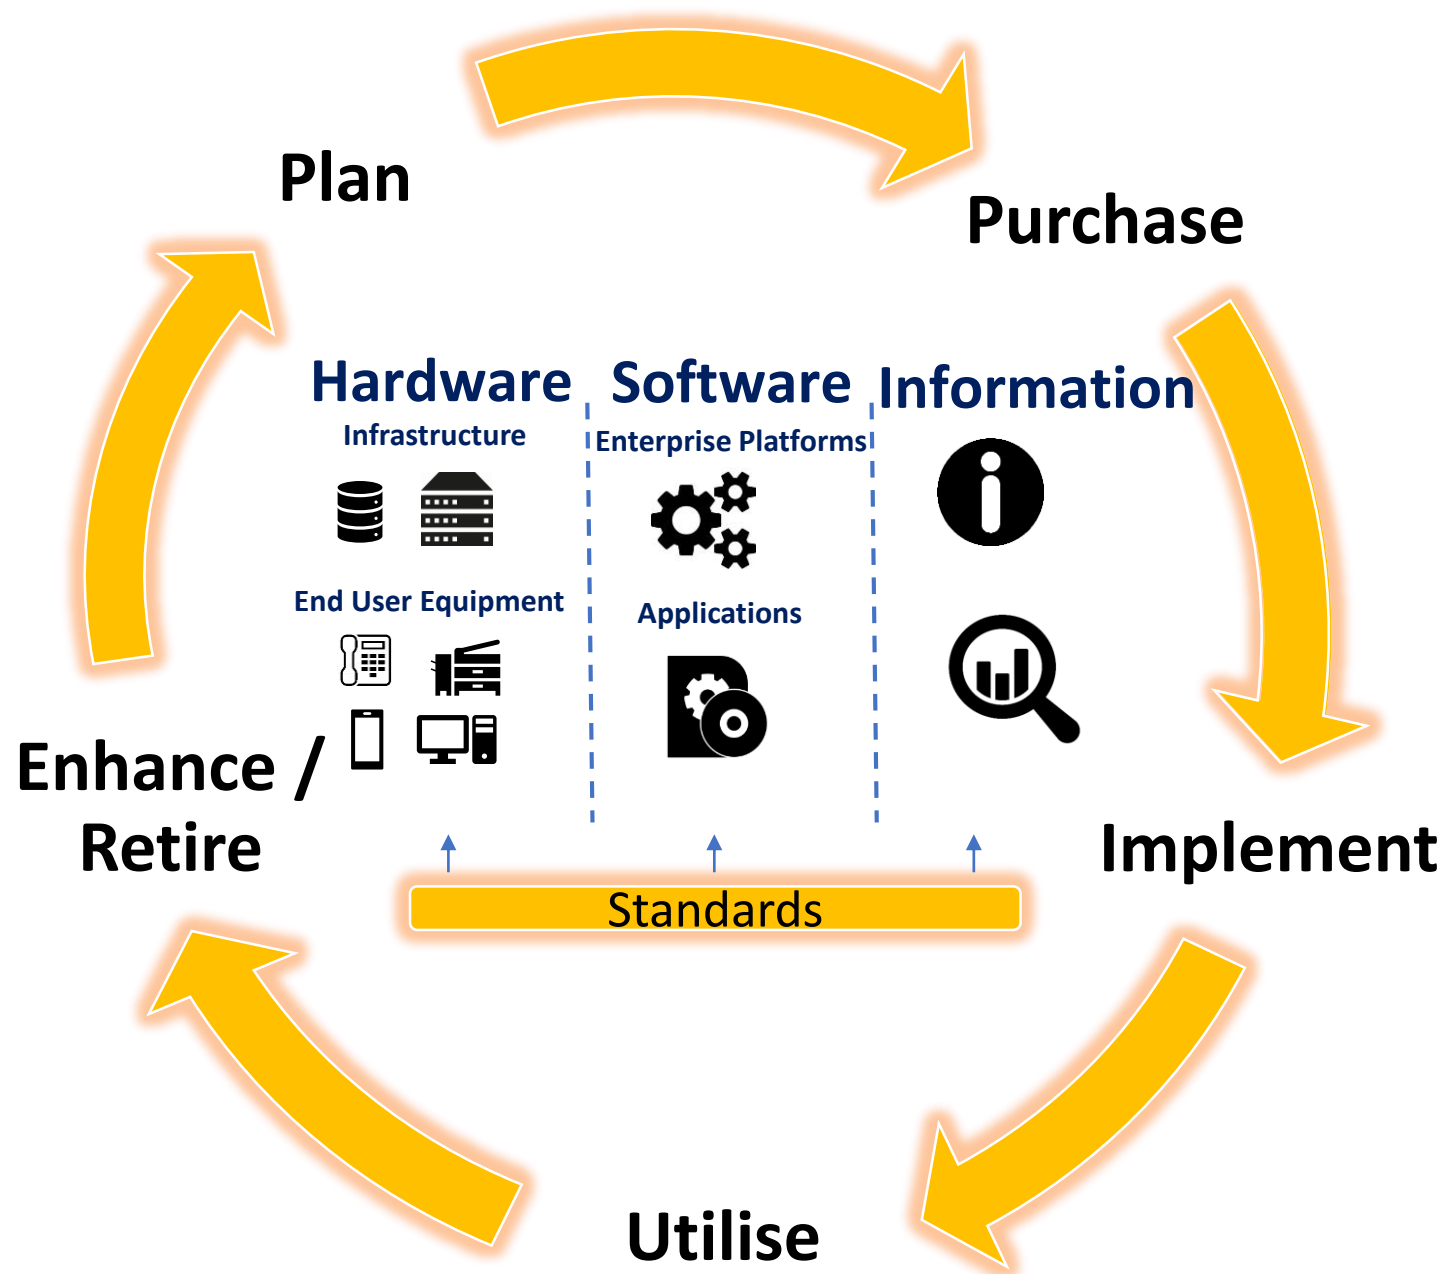 Plan
Purchase
Hardware
Infrastructure
End User Equipment
Software
Enterprise Platforms
Applications
Information
Standards
Implement
Utilise
Enhance /
Retire